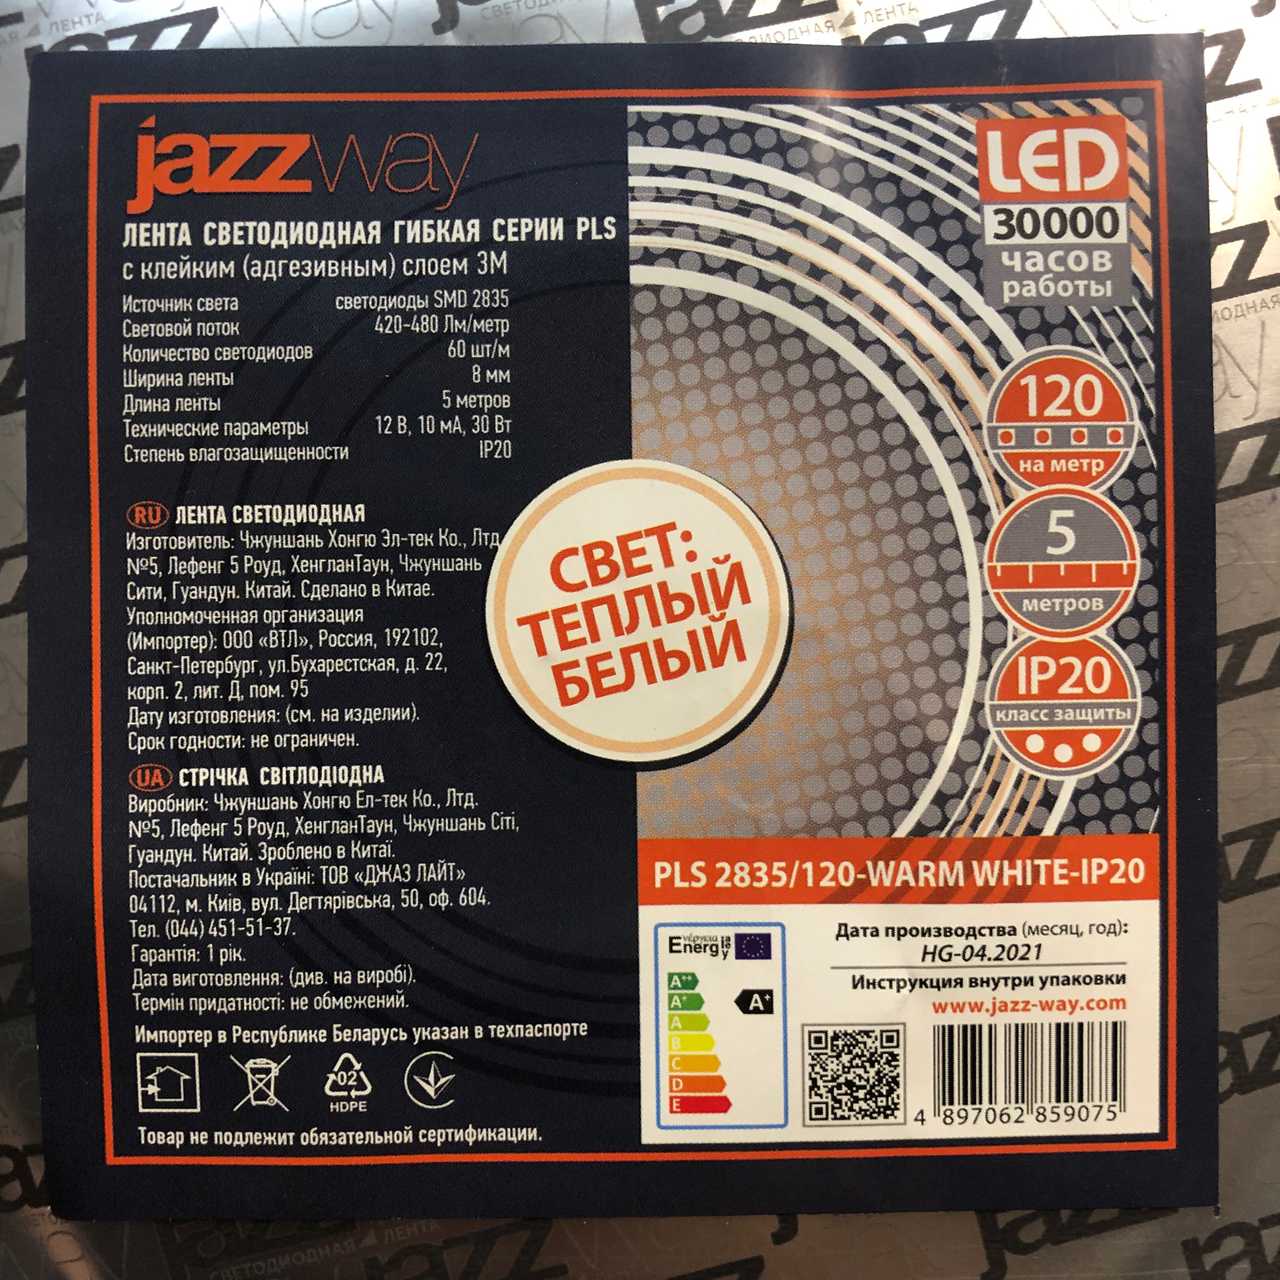 jazzway
ЛЕНТА СВЕТОДИОДНАЯ ГИБКАЯ СЕРИИ PLS
с клейким (адгезивным) слоем 3М
Источник света светодиоды SMD 2835
Световой поток 420-480 Лм/метр
Количество светодиодов 60 шт/м
Ширина ленты 8 мм
Длина ленты 5 метров
Технические параметры 12 В, 10 мА, 30 Вт
Степень влагозащищенности IP20
RU ЛЕНТА СВЕТОДИОДНАЯ
Изготовитель: Чжуншань Хонгю Эл-тек Ко., Лтд
№5, Лефенг 5 Роуд, ХенгланТаун, Чжуншань
Сити, Гуандун. Китай. Сделано в Китае.
Уполномоченная организация
(Импортер): ООО «ВТЛ», Россия, 192102,
Санкт-Петербург, ул.Бухарестская, д. 22,
корп. 2, лит. Д, пом. 95
Дату изготовления: (см. на изделии).
Срок годности: не ограничен.
UA СТРІЧКА СВІТЛОДІОДНА
Виробник: Чжуншань Хонгю Ел-тек Ко., Лтд.
№5, Лефенг 5 Роуд, ХенгланТаун, Чжуншань Сіті,
Гуандун. Китай. Зроблено в Китаї.
Постачальник в Україні: ТОВ «ДЖАЗ ЛАЙТ»
04112, м. Київ, вул. Дегтярівська, 50, оф. 604.
Тел. (044) 451-51-37.
Гарантія: 1 рік.
Дата виготовлення: (див. на виробі).
Термін придатності: не обмежений.
Импортер в Республике Беларусь указан в техпаспорте
02
HDPE
Товар не подлежит обязательной сертификации.
СВЕТ:
ТЕПЛЫЙ
БЕЛЫЙ
LED
30000
часов
работы
120
на метр
5
метров
IP20
класс защиты
PLS 2835/120-WARM WHITE-IP20
Energy
A++
A+
A
B
C
D
E
A+
Дата производства (месяц, год):
HG-04.2021
Инструкция внутри упаковки
www.jazz-way.com
4 897062 859075